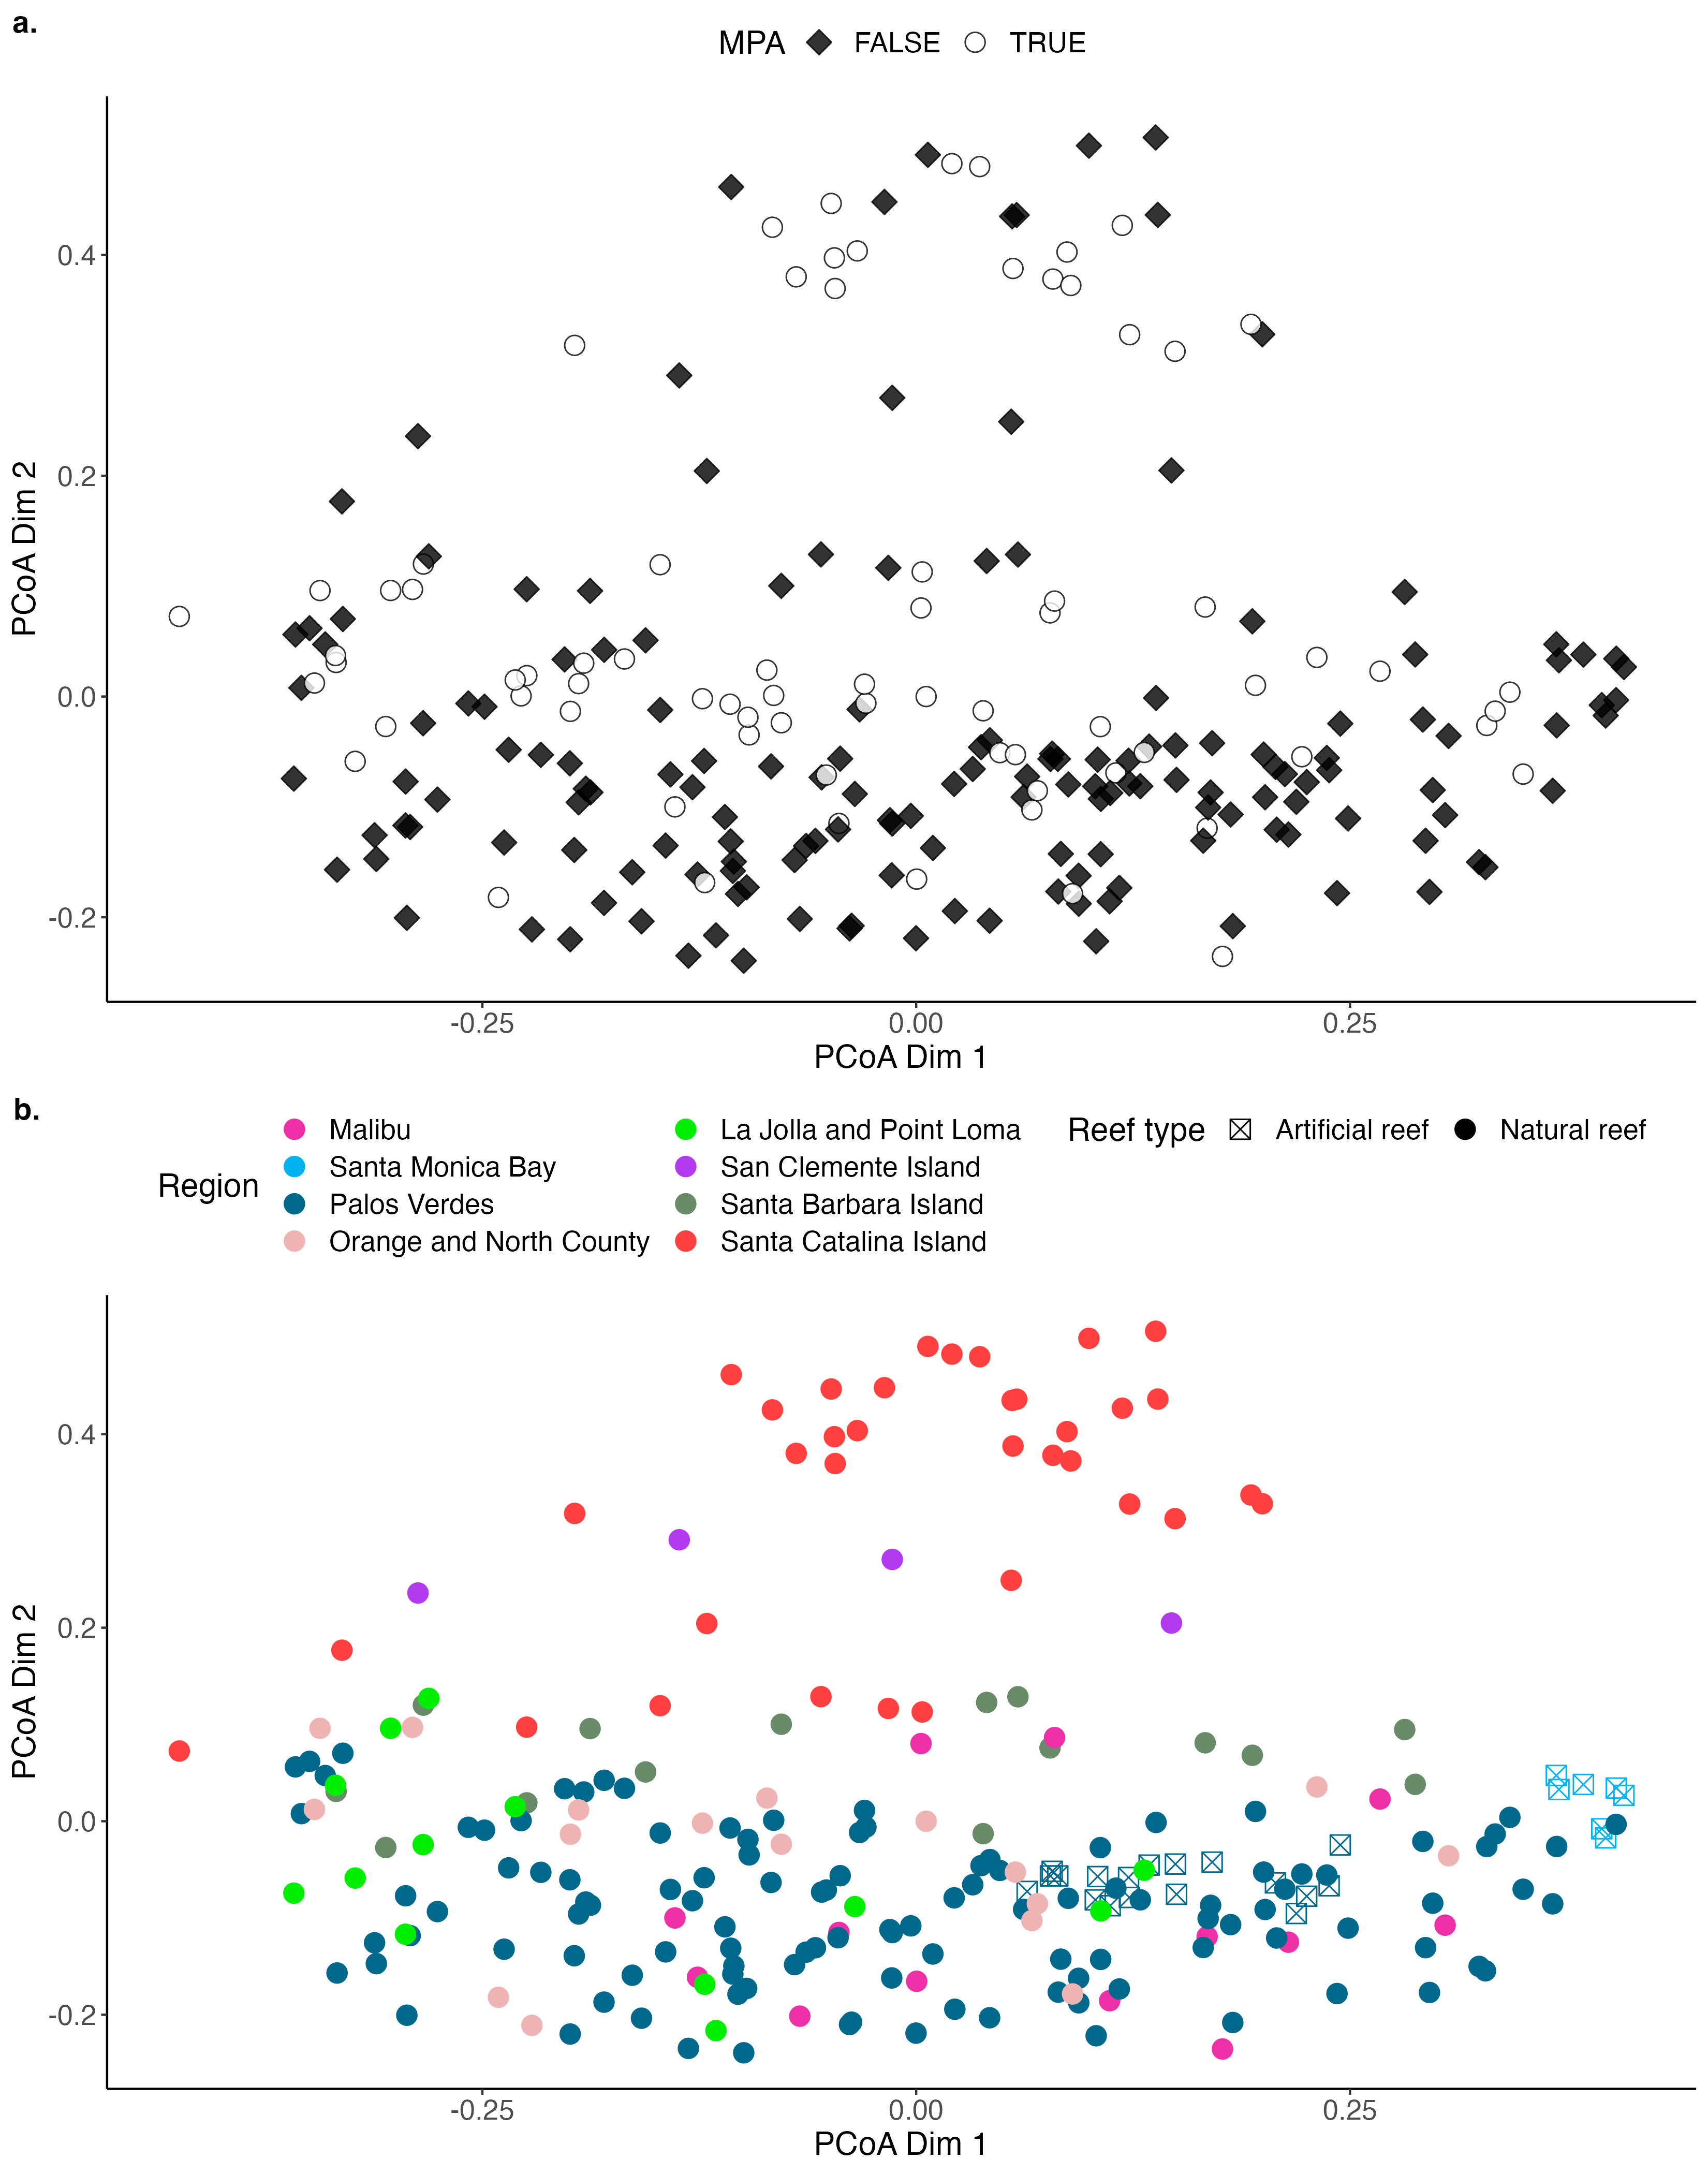 a.
MPA FALSE TRUE
0.4
0.2
0.0
-0.2
PCoA Dim 2
-0.25 0.00 0.25
PCoA Dim 1
b.
Region
Malibu
Santa Monica Bay
Palos Verdes
Orange and North County
La Jolla and Point Loma
San Clemente Island
Santa Barbara Island
Santa Catalina Island
Reef type Artificial reef Natural reef
0.4
0.2
0.0
-0.2
PCoA Dim 2
-0.25 0.00 0.25
PCoA Dim 1